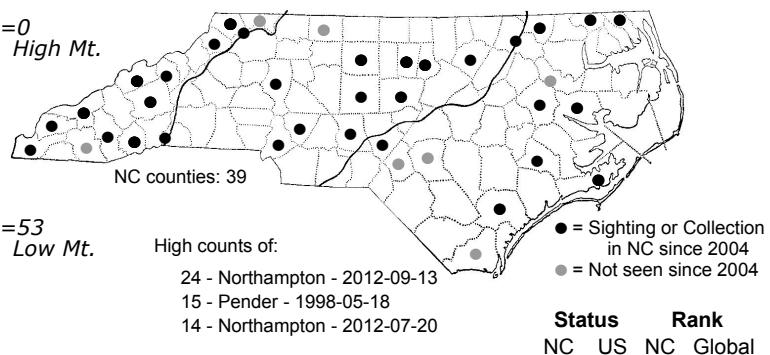 =0
High Mt.
NC counties: 39
=53
Low Mt.
High counts of:
24 - Northampton - 2012-09-13
15 - Pender - 1998-05-18
14 - Northampton - 2012-07-20
= Sighting or Collection
in NC since 2004
= Not seen since 2004
Status Rank
NC US NC Global